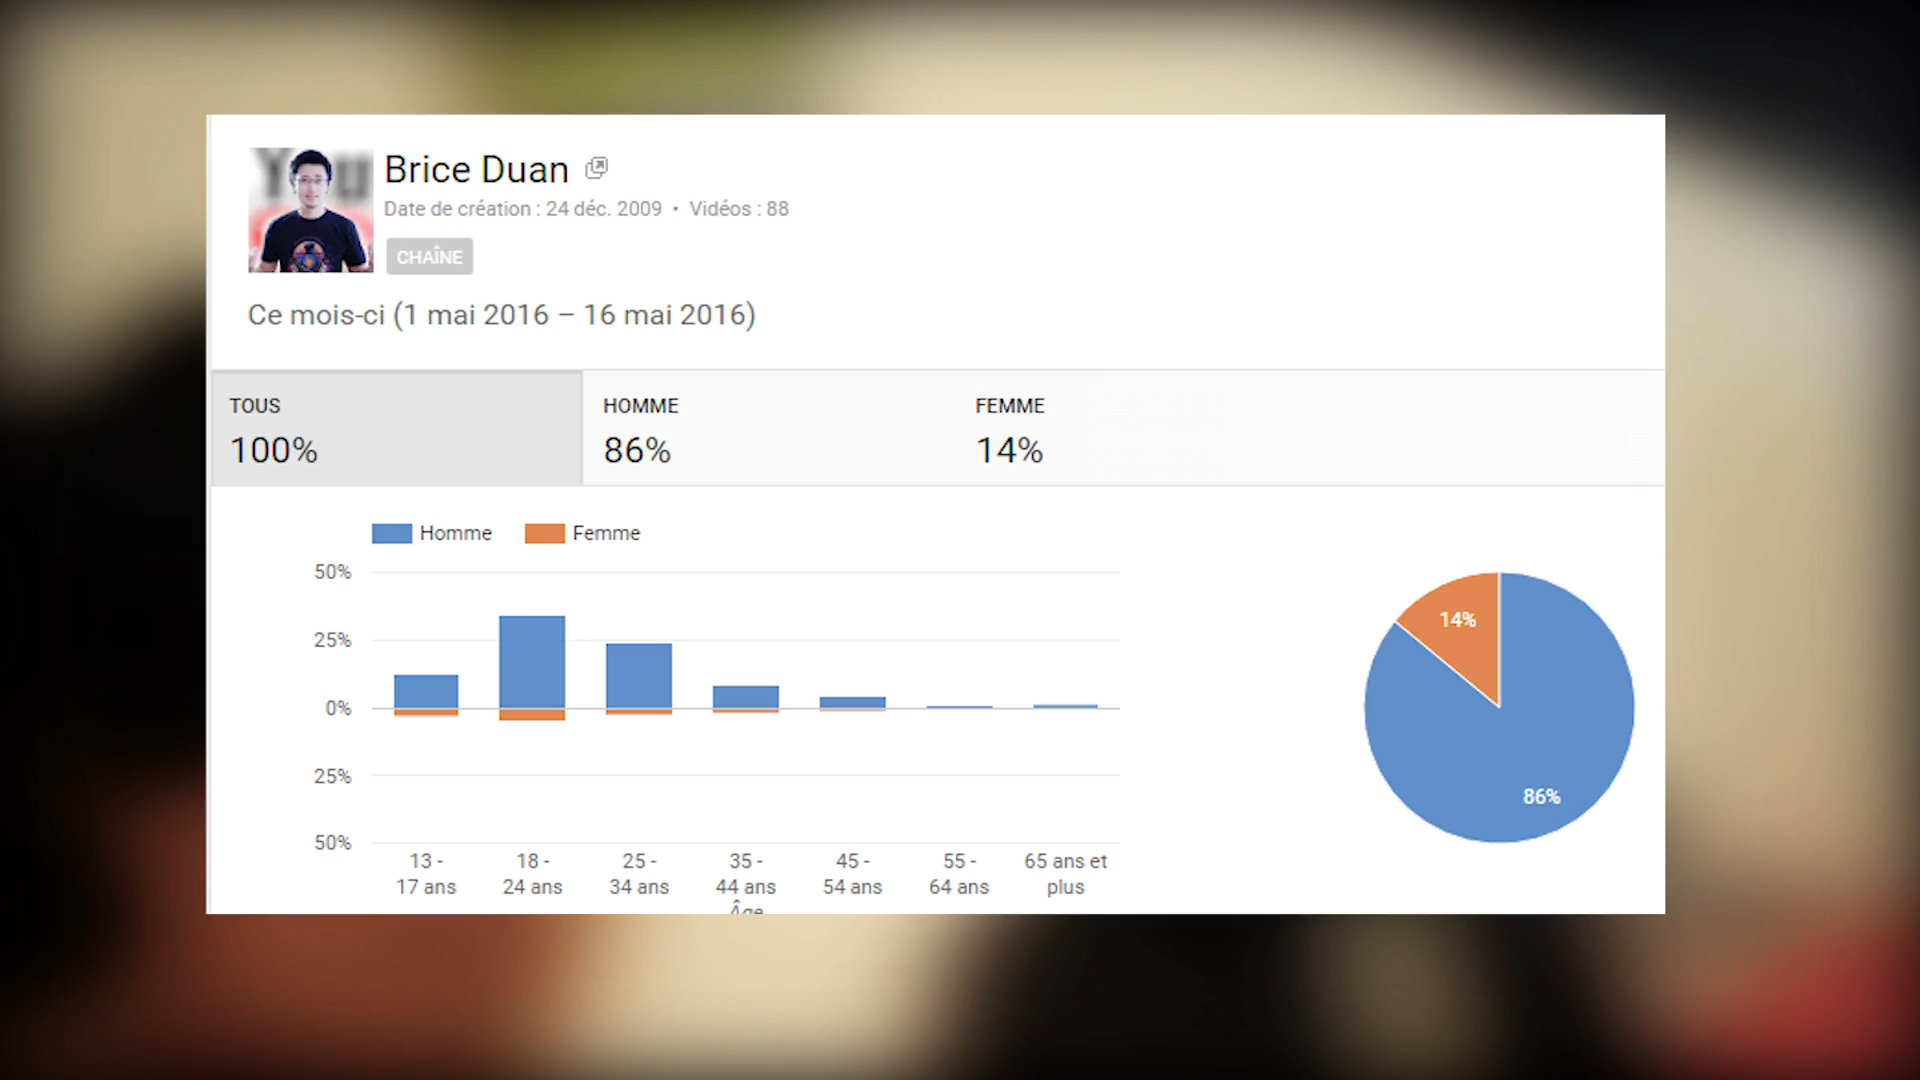 You
Brice Duan
Date de création : 24 déc. 2009 • Vidéos : 88
CHAÎNE
Ce mois-ci (1 mai 2016 – 16 mai 2016)
TOUS
100%
HOMME
86%
FEMME
14%
Homme
Femme
50%
25%
0%
25%
50%
13 -
17 ans
18 -
24 ans
25 -
34 ans
35 -
44 ans
45 -
54 ans
55 -
64 ans
65 ans et
plus
Âge
14%
86%